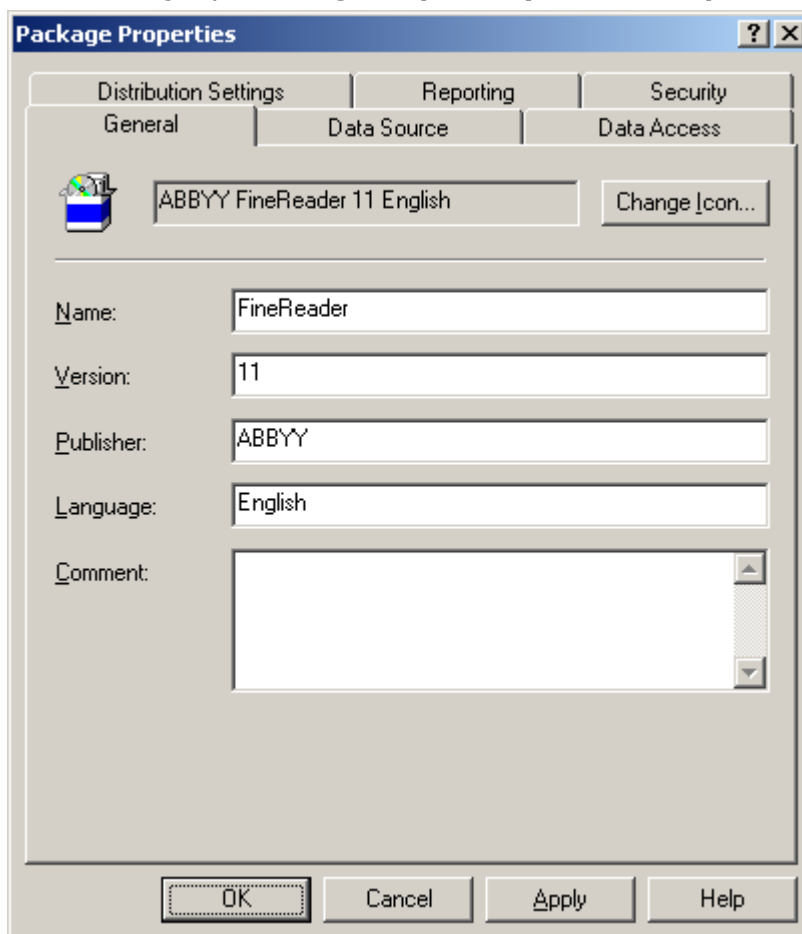 Package Properties
Distribution Settings Reporting Security
General Data Source Data Access
ABBYY FineReader 11 English Change Icon...
Name: FineReader
Version: 11
Publisher: ABBYY
Language: English
Comment:
OK Cancel Apply Help